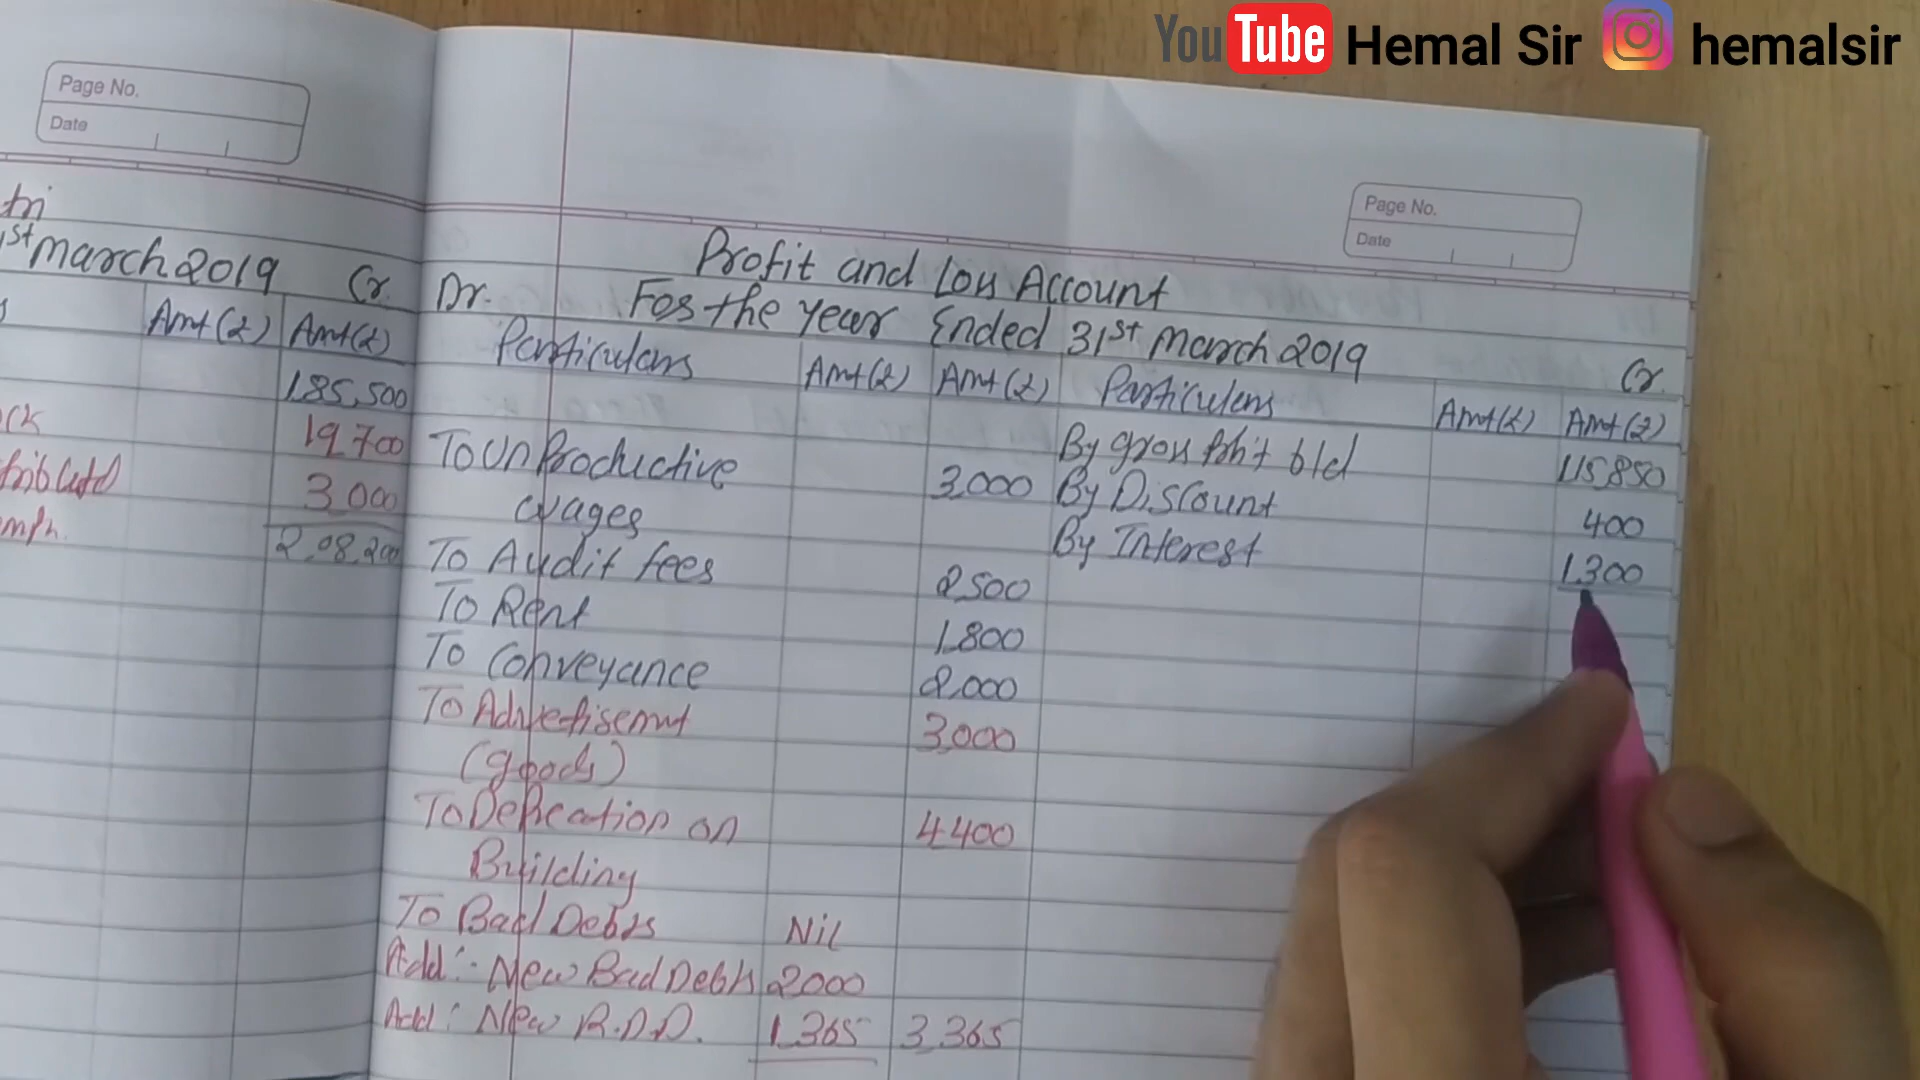 YouTube Hemal Sir hemalsir
Page No.
Date
1st march 2019 Cr.
Amt(₹) Amt(₹)
1,85,500
19,700
3,000
2,08,200
Page No.
Date
Profit and Loss Account
Dr. For the year Ended 31st March 2019 Cr.
Particulars Amt(₹) Amt(₹) Particulars Amt(₹) Amt(₹)
To Unproductive 3,000 By gross profit b/d 1,15,850
wages By Discount 400
To Audit fees 2,500 By Interest 1,300
To Rent 1,800
To Conveyance 2,000
To Advertisemnt 3,000
(goods)
To Depreation on 4400
Building
To Bad Debts Nil
Add :- New Bad Debts 2000
Add : New R.D.D. 1,365 3,365